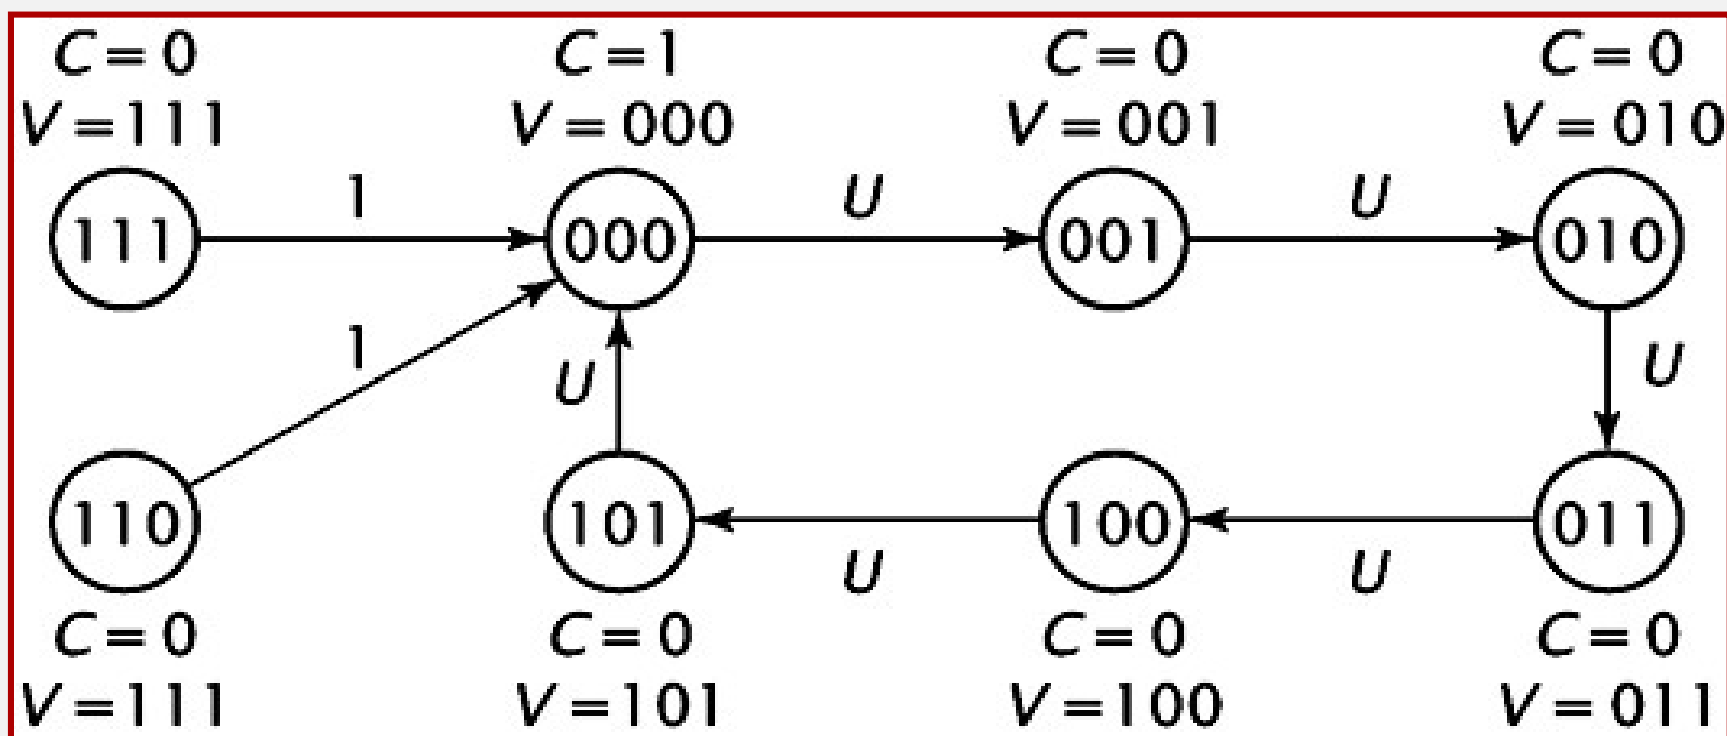 C=0 C=1 C=0 C=0
V=111 V=000 V=001 V=010
1 U U
111 000 001 010
1 U U
110 101 100 011
U U
C=0 C=0 C=0 C=0
V=111 V=101 V=100 V=011